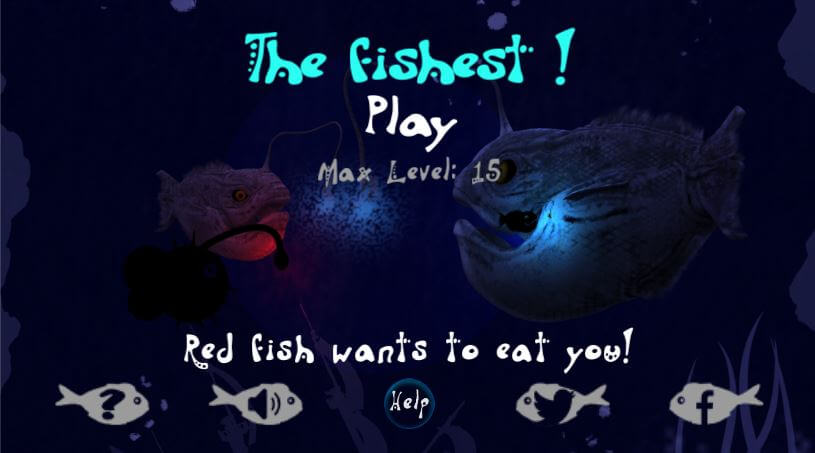 The fishest !
Play
Max Level: 15
Red fish wants to eat you!
?
Help
f